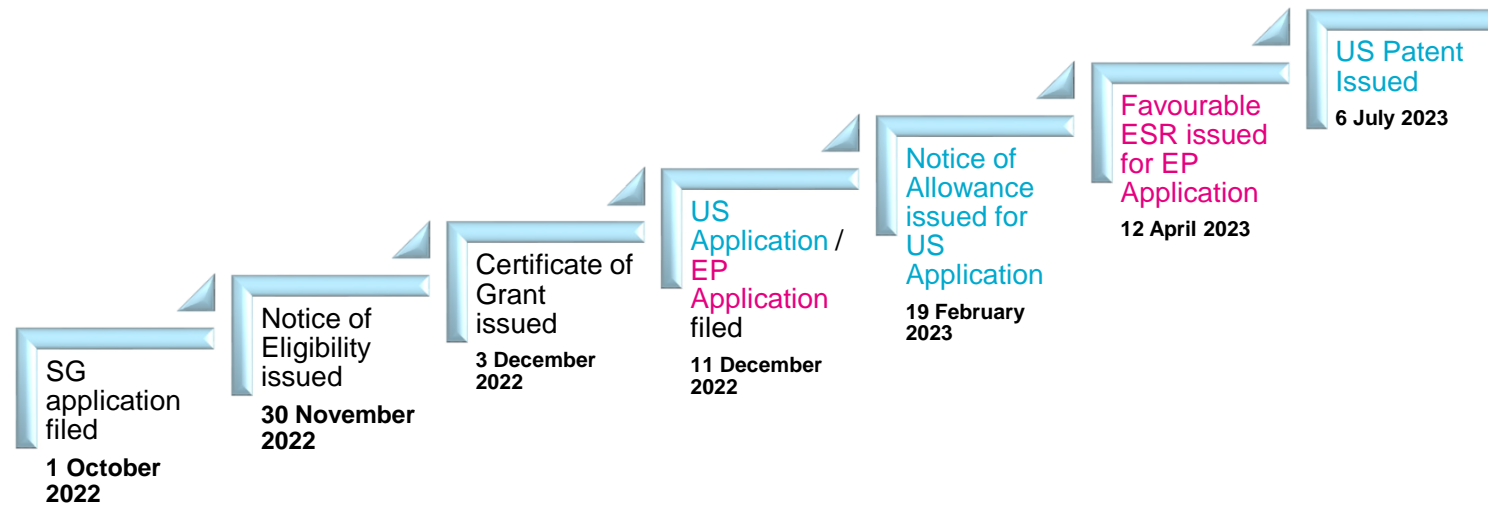 SG
application
filed
1 October
2022
Notice of
Eligibility
issued
30 November
2022
Certificate of
Grant
issued
3 December
2022
US
Application /
EP
Application
filed
11 December
2022
Notice of
Allowance
issued for
US
Application
19 February
2023
Favourable
ESR issued
for EP
Application
12 April 2023
US Patent
Issued
6 July 2023